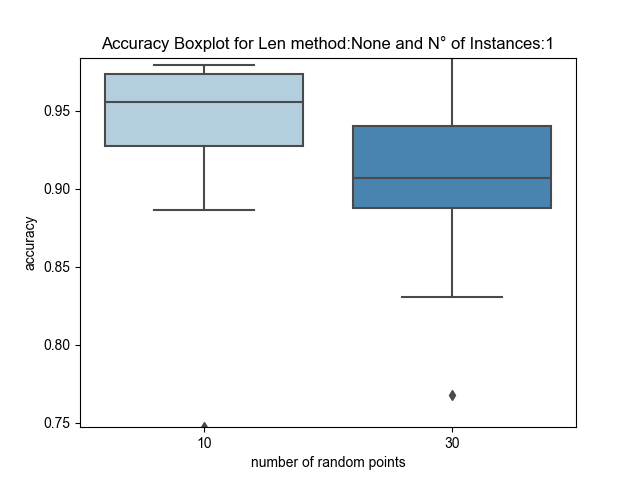 Accuracy Boxplot for Len method:None and N° of Instances:1
0.95
0.90
0.85
0.80
0.75
accuracy
10
30
number of random points